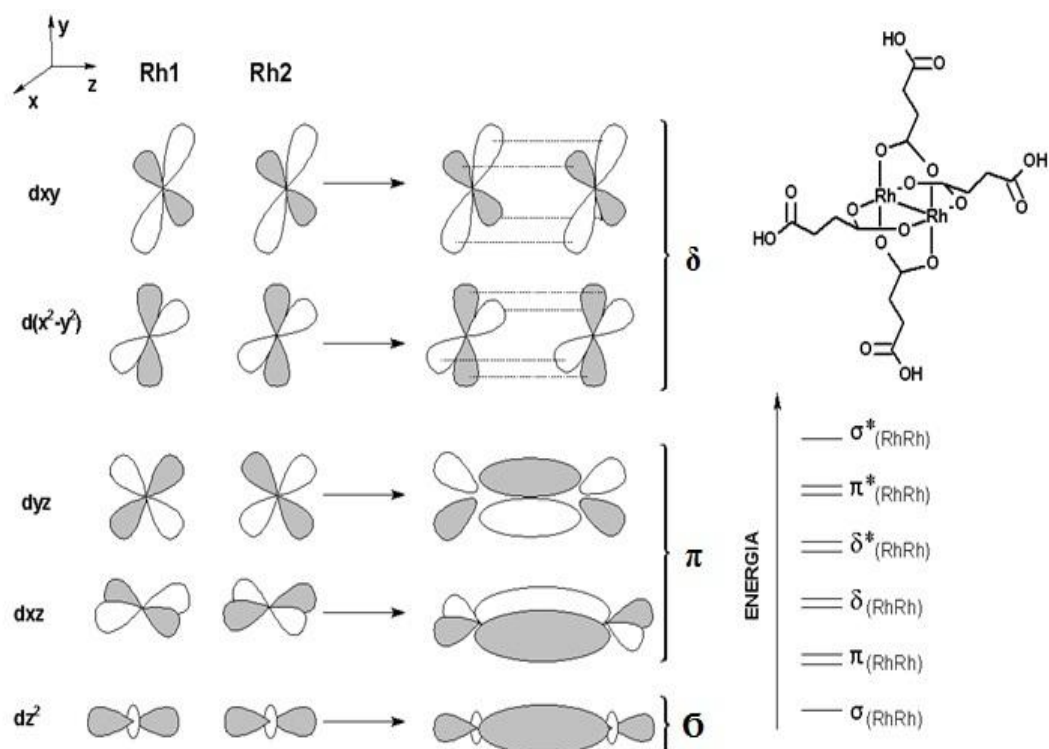 y
z
x
Rh1 Rh2
dxy
δ
d(x²-y²)
dyz
π
dxz
dz²
σ
HO
O
O
O
OH
O
Rh
O
O
O
Rh
O
HO
O
O
O
O
O
OH
ENERGIA
σ*(RhRh)
π*(RhRh)
δ*(RhRh)
δ(RhRh)
π(RhRh)
σ(RhRh)